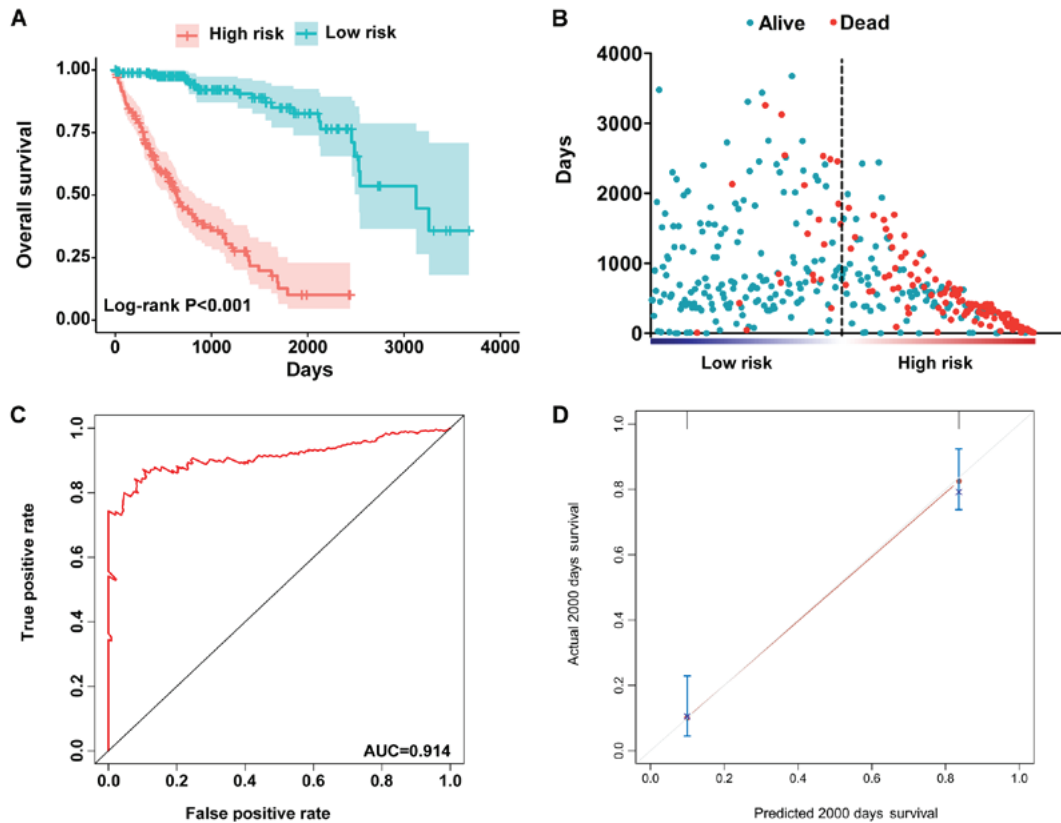 A
High risk Low risk
1.00
0.75
0.50
0.25
0.00
Overall survival
Log-rank P<0.001
0 1000 2000 3000 4000
Days
B
Alive Dead
4000
3000
2000
1000
0
Days
Low risk High risk
C
1.0
0.8
0.6
0.4
0.2
0.0
True positive rate
AUC=0.914
0.0 0.2 0.4 0.6 0.8 1.0
False positive rate
D
1.0
0.8
0.6
0.4
0.2
0.0
Actual 2000 days survival
0.0 0.2 0.4 0.6 0.8 1.0
Predicted 2000 days survival